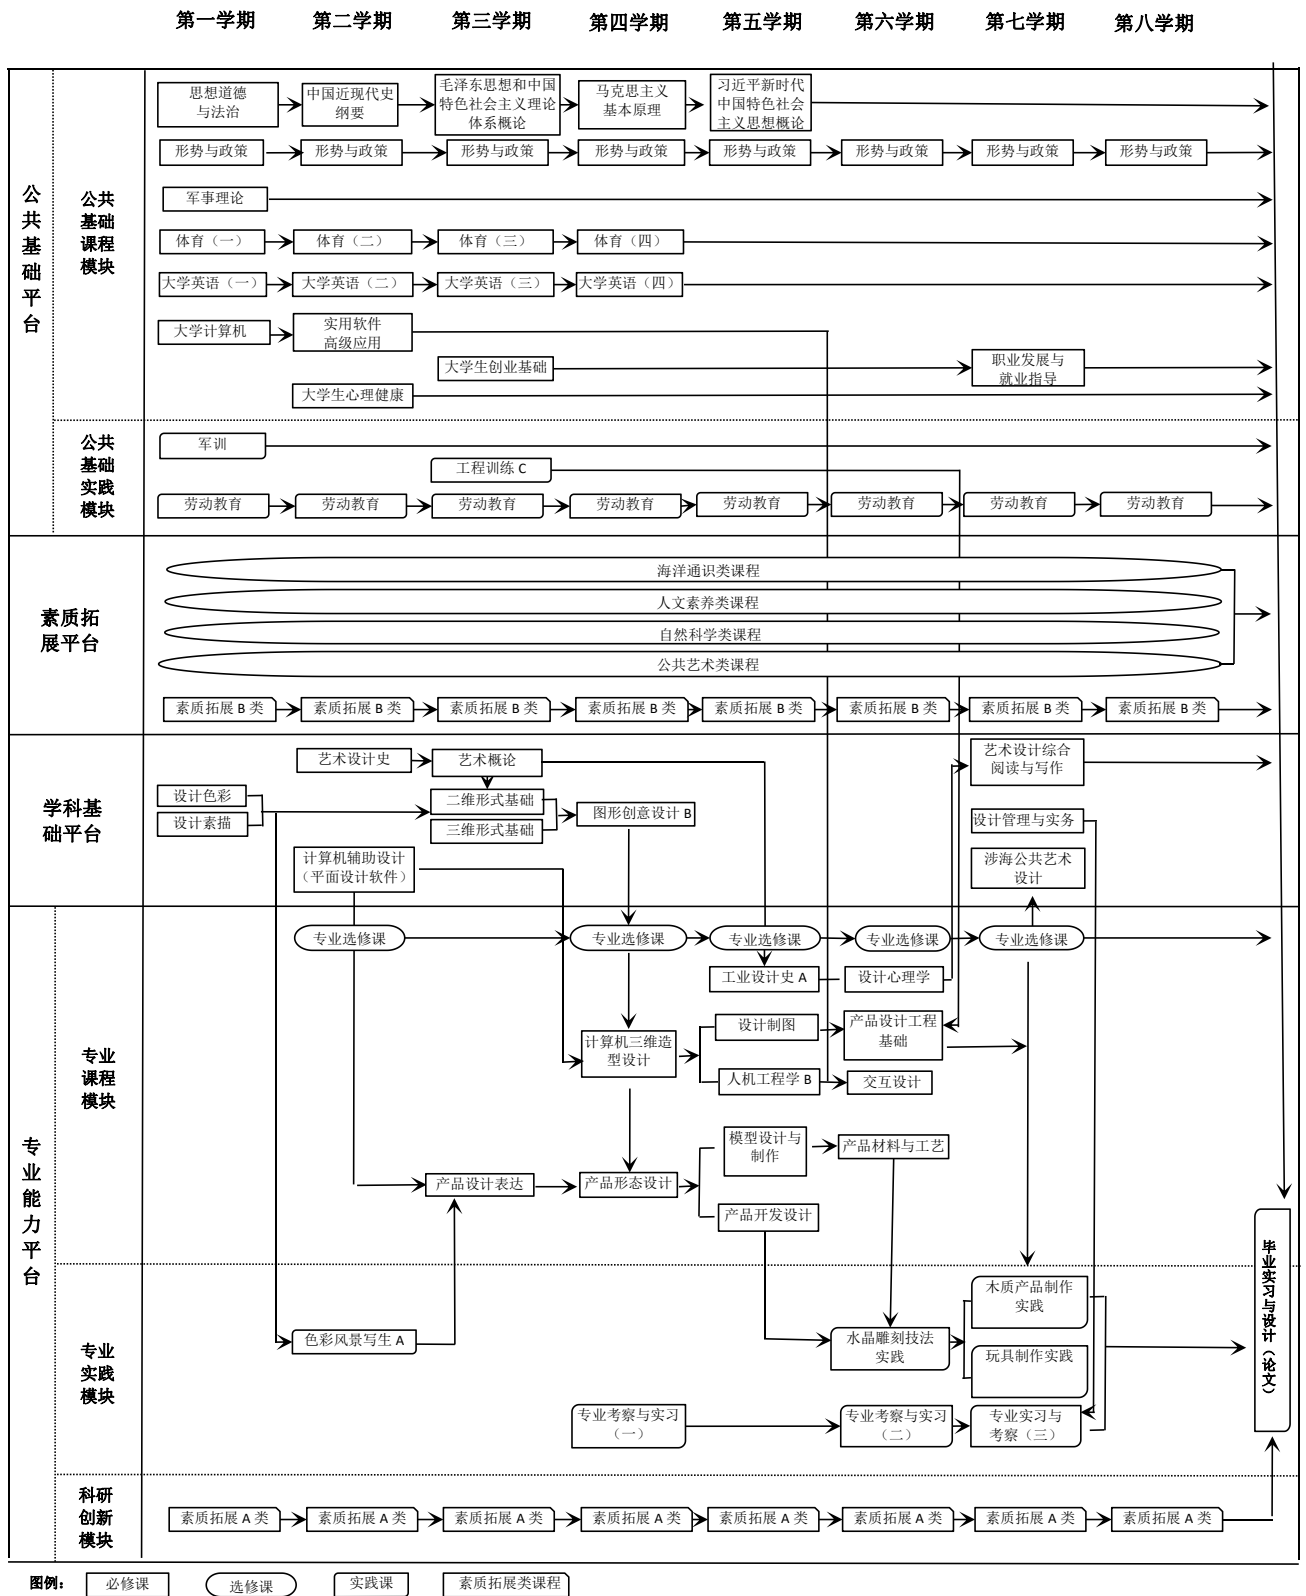 第一学期 第二学期 第三学期 第四学期 第五学期 第六学期 第七学期 第八学期
公共基础平台
公共
基础
课程
模块
思想道德
与法治
中国近现代史
纲要
毛泽东思想和中国
特色社会主义理论
体系概论
马克思主义
基本原理
习近平新时代
中国特色社会
主义思想概论
形势与政策 形势与政策 形势与政策 形势与政策 形势与政策 形势与政策 形势与政策 形势与政策
军事理论
体育（一） 体育（二） 体育（三） 体育（四）
大学英语（一） 大学英语（二） 大学英语（三） 大学英语（四）
大学计算机
实用软件
高级应用
大学生创业基础
职业发展与
就业指导
大学生心理健康
公共
基础
实践
模块
军训
工程训练 C
劳动教育 劳动教育 劳动教育 劳动教育 劳动教育 劳动教育 劳动教育 劳动教育
素质拓
展平台
海洋通识类课程
人文素养类课程
自然科学类课程
公共艺术类课程
素质拓展 B 类 素质拓展 B 类 素质拓展 B 类 素质拓展 B 类 素质拓展 B 类 素质拓展 B 类 素质拓展 B 类 素质拓展 B 类
学科基
础平台
艺术设计史 艺术概论
艺术设计综合
阅读与写作
设计色彩 二维形式基础 图形创意设计 B
设计素描 三维形式基础 设计管理与实务
计算机辅助设计
（平面设计软件）
涉海公共艺术
设计
专业能力平台
专业
课程
模块
专业选修课 专业选修课 专业选修课 专业选修课 专业选修课
工业设计史 A 设计心理学
计算机三维造
型设计
设计制图
产品设计工程
基础
人机工程学 B 交互设计
模型设计与
制作
产品材料与工艺
产品设计表达 产品形态设计
产品开发设计
专业
实践
模块
木质产品制作
实践
色彩风景写生 A
水晶雕刻技法
实践
玩具制作实践
专业考察与实习
（一）
专业考察与实习
（二）
专业实习与
考察（三）
毕业实习与设计（论文）
科研
创新
模块
素质拓展 A 类 素质拓展 A 类 素质拓展 A 类 素质拓展 A 类 素质拓展 A 类 素质拓展 A 类 素质拓展 A 类 素质拓展 A 类
图例： 必修课 选修课 实践课 素质拓展类课程